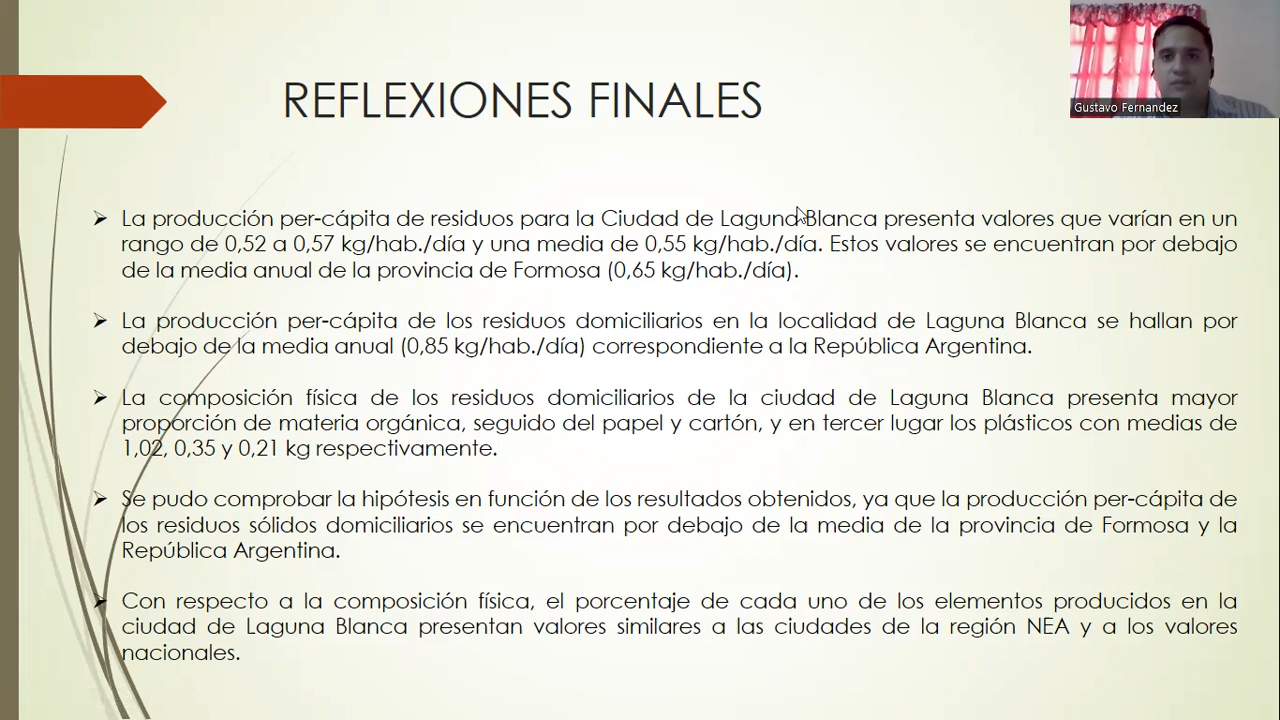 Gustavo Fernandez
REFLEXIONES FINALES
La producción per-cápita de residuos para la Ciudad de Laguna Blanca presenta valores que varían en un
rango de 0,52 a 0,57 kg/hab./día y una media de 0,55 kg/hab./día. Estos valores se encuentran por debajo
de la media anual de la provincia de Formosa (0,65 kg/hab./día).
La producción per-cápita de los residuos domiciliarios en la localidad de Laguna Blanca se hallan por
debajo de la media anual (0,85 kg/hab./día) correspondiente a la República Argentina.
La composición física de los residuos domiciliarios de la ciudad de Laguna Blanca presenta mayor
proporción de materia orgánica, seguido del papel y cartón, y en tercer lugar los plásticos con medias de
1,02, 0,35 y 0,21 kg respectivamente.
Se pudo comprobar la hipótesis en función de los resultados obtenidos, ya que la producción per-cápita de
los residuos sólidos domiciliarios se encuentran por debajo de la media de la provincia de Formosa y la
República Argentina.
Con respecto a la composición física, el porcentaje de cada uno de los elementos producidos en la
ciudad de Laguna Blanca presentan valores similares a las ciudades de la región NEA y a los valores
nacionales.